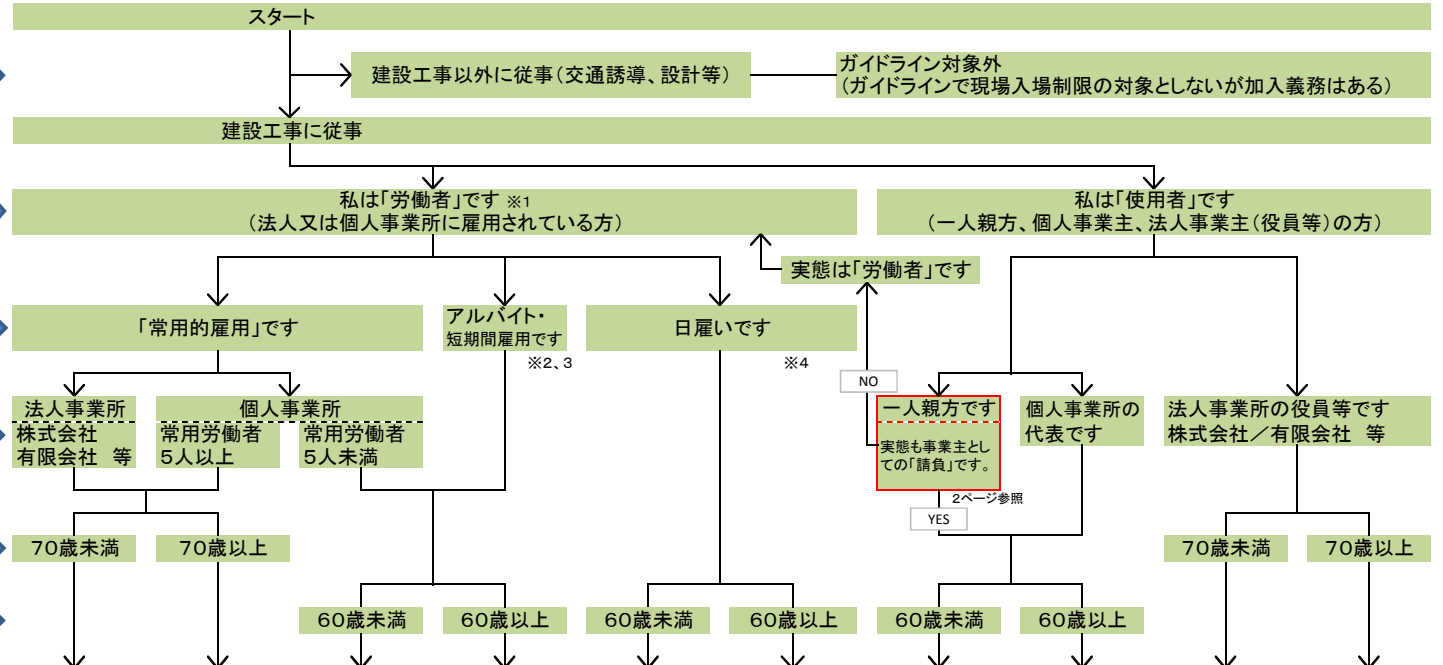 スタート
建設工事以外に従事(交通誘導、設計等)
ガイドライン対象外
(ガイドラインで現場入場制限の対象としないが加入義務はある)
建設工事に従事
私は「労働者」です ※1
(法人又は個人事業所に雇用されている方)
私は「使用者」です
(一人親方、個人事業主、法人事業主(役員等)の方)
実態は「労働者」です
「常用的雇用」です
アルバイト・
短期間雇用です
※2、3
日雇いです
※4
NO
法人事業所
株式会社
有限会社 等
個人事業所
常用労働者
5人以上
常用労働者
5人未満
一人親方です
実態も事業主とし
ての「請負」です。
2ページ参照
YES
個人事業所の
代表です
法人事業所の役員等です
株式会社/有限会社 等
70歳未満
70歳以上
70歳未満
70歳以上
60歳未満
60歳以上
60歳未満
60歳以上
60歳未満
60歳以上